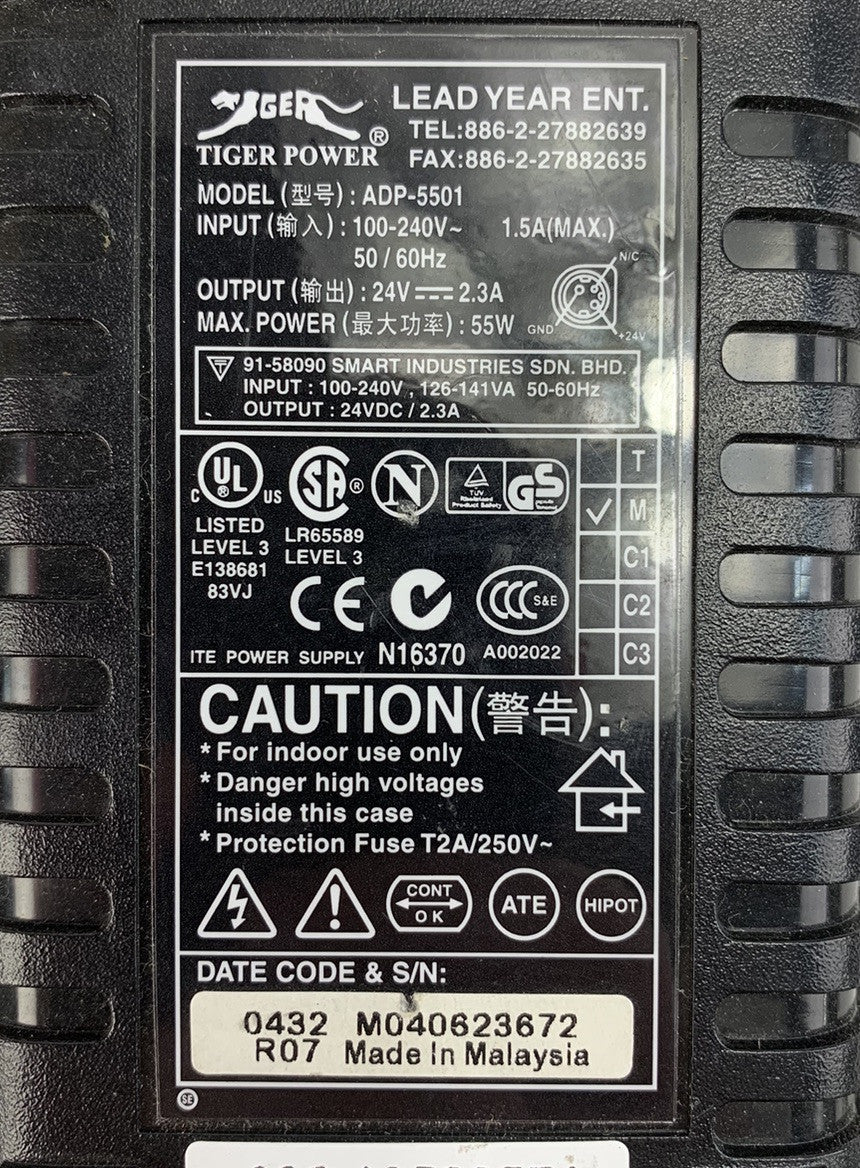 TIGER
TIGER POWER®
LEAD YEAR ENT.
TEL:886-2-27882639
FAX:886-2-27882635
MODEL (型号) : ADP-5501
INPUT (输入) : 100-240V~ 1.5A(MAX.)
50 / 60Hz
OUTPUT (输出) : 24V⎓2.3A
MAX. POWER (最大功率) : 55W
N/C
GND
+24V
T
91-58090 SMART INDUSTRIES SDN. BHD.
INPUT : 100-240V , 126-141VA 50-60Hz
OUTPUT : 24VDC / 2.3A
C UL® US
LISTED
LEVEL 3
E138681
83VJ
SA®
LR65589
LEVEL 3
N
TUV
Product Safety
GS
T
✓ M
C1
C2
C3
CE
N16370
CCC S&E
A002022
ITE POWER SUPPLY
CAUTION(警告):
* For indoor use only
* Danger high voltages
inside this case
* Protection Fuse T2A/250V~
CONT
OK
ATE
HIPOT
DATE CODE & S/N:
0432 M040623672
R07 Made In Malaysia
SE